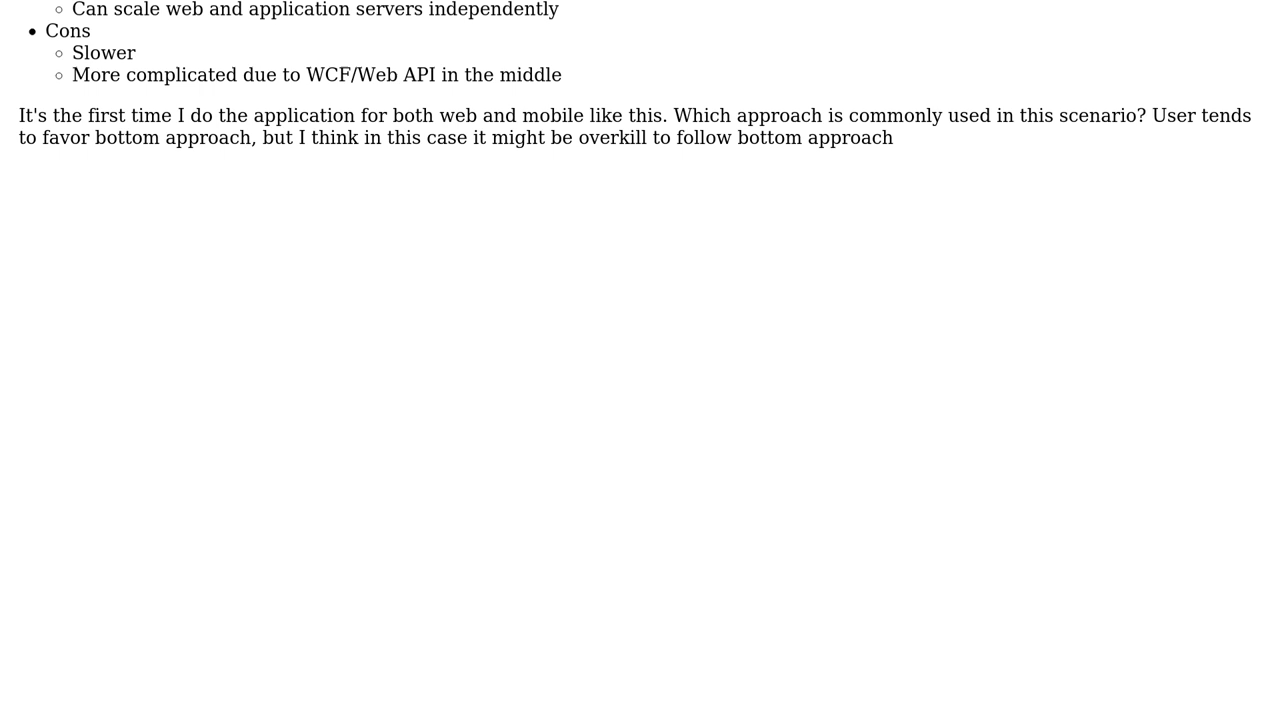 Can scale web and application servers independently
Cons
Slower
More complicated due to WCF/Web API in the middle
It's the first time I do the application for both web and mobile like this. Which approach is commonly used in this scenario? User tends
to favor bottom approach, but I think in this case it might be overkill to follow bottom approach